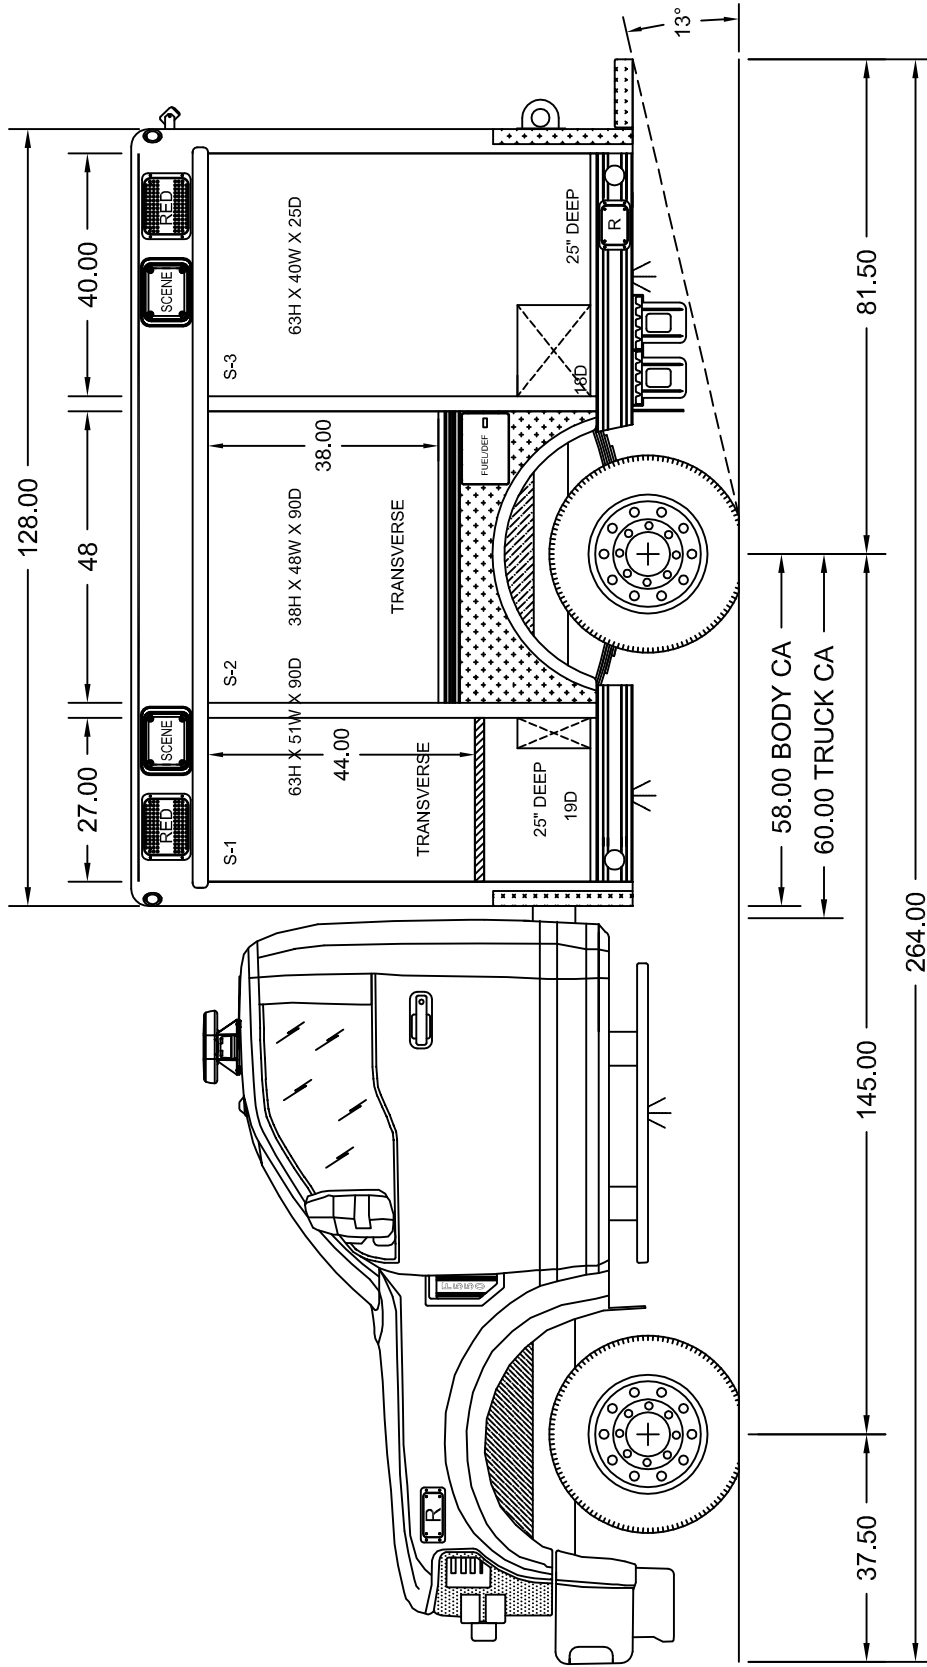 128.00
27.00
48
40.00
RED
SCENE
SCENE
RED
S-1
S-2
S-3
63H X 51W X 90D
38H X 48W X 90D
63H X 40W X 25D
44.00
38.00
TRANSVERSE
TRANSVERSE
FUEL/DEF
25" DEEP
19D
18D
25" DEEP
R
R
F550
13°
58.00 BODY CA
60.00 TRUCK CA
37.50
145.00
81.50
264.00